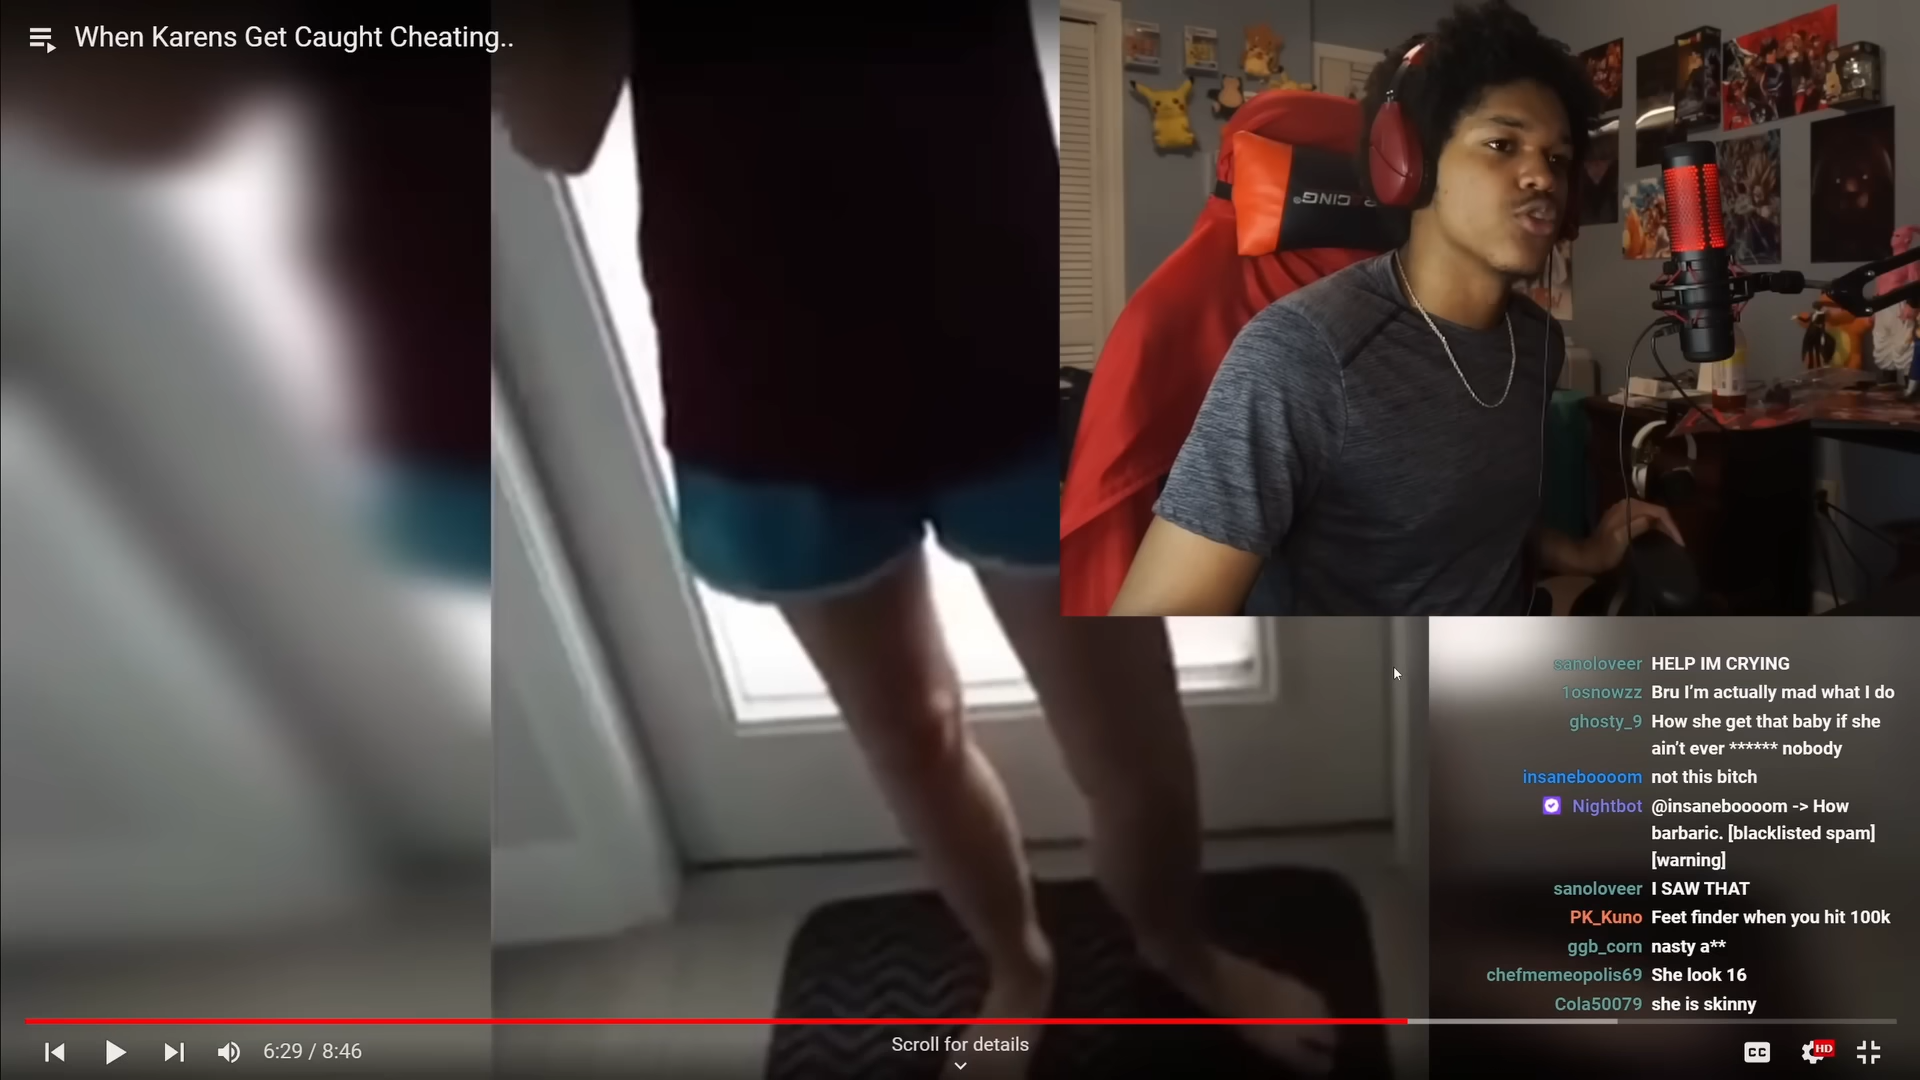 When Karens Get Caught Cheating..
RACING®
sanoloveer HELP IM CRYING
1osnowzz Bru I’m actually mad what I do
ghosty_9 How she get that baby if she
ain’t ever ****** nobody
insaneboooom not this bitch
Nightbot @insaneboooom -> How
barbaric. [blacklisted spam]
[warning]
sanoloveer I SAW THAT
PK_Kuno Feet finder when you hit 100k
ggb_corn nasty a**
chefmemeopolis69 She look 16
Cola50079 she is skinny
6:29 / 8:46
Scroll for details
CC
HD